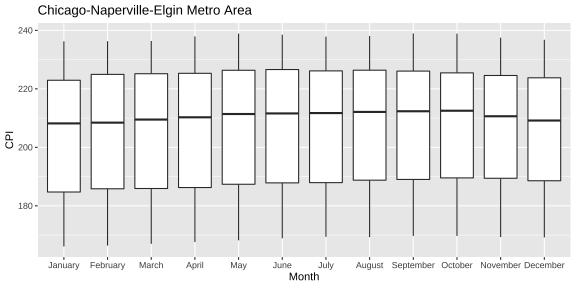 Chicago-Naperville-Elgin Metro Area
240
220
200
180
CPI
January February March April May June July August September October November December
Month